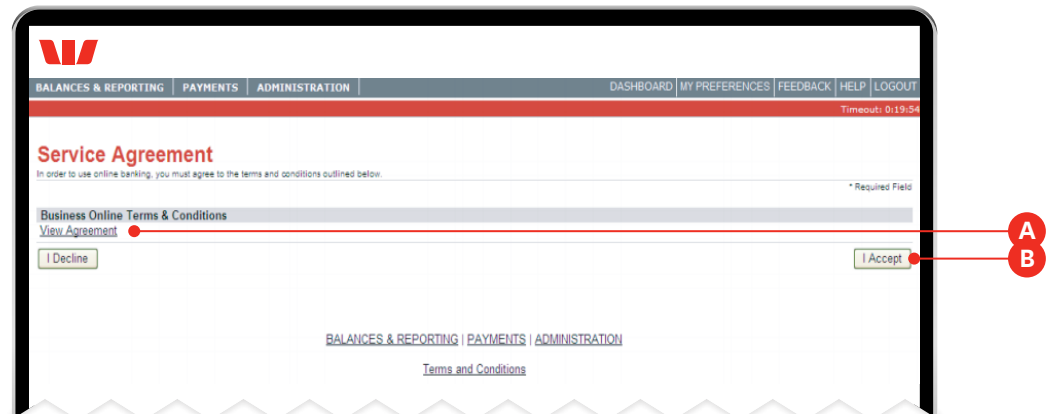 BALANCES & REPORTING PAYMENTS ADMINISTRATION DASHBOARD MY PREFERENCES FEEDBACK HELP LOGOUT
Timeout: 0:19:54
Service Agreement
In order to use online banking, you must agree to the terms and conditions outlined below.
* Required Field
Business Online Terms & Conditions
View Agreement
A
I Decline I Accept
B
BALANCES & REPORTING | PAYMENTS | ADMINISTRATION
Terms and Conditions